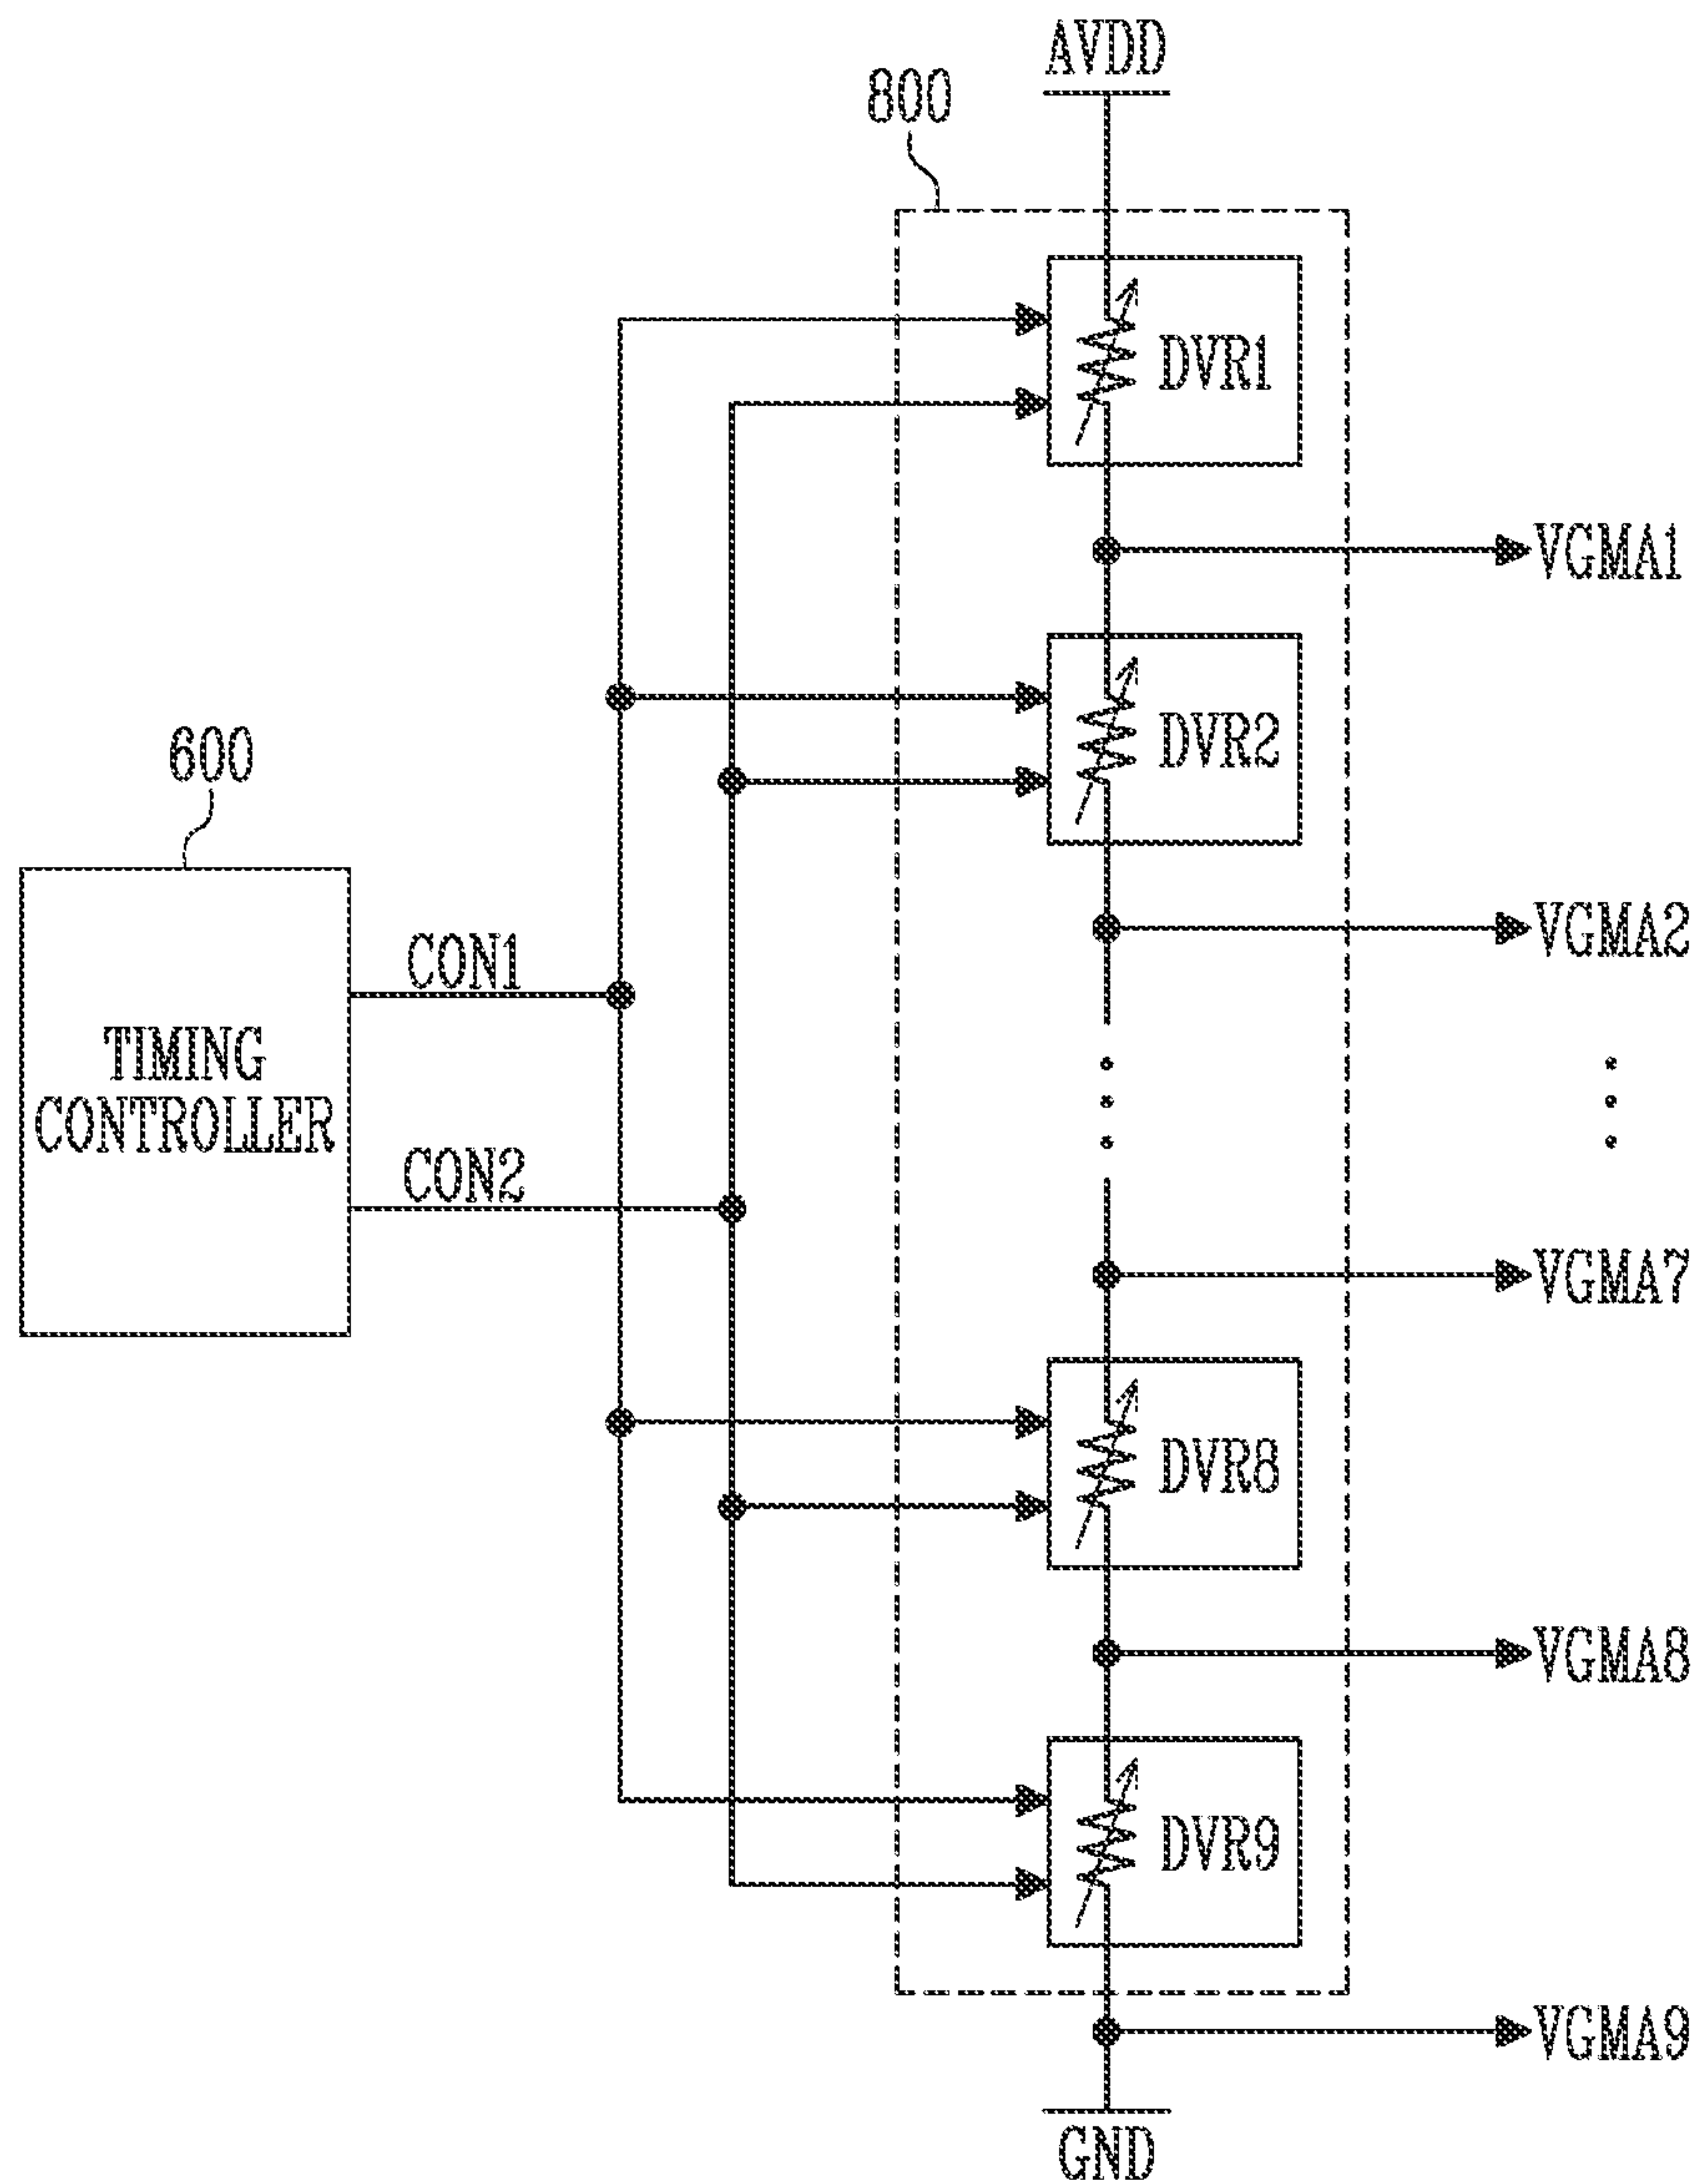 AVDD
800
DVR1
VGMA1
DVR2
600
VGMA2
CON1
TIMING
CONTROLLER
CON2
VGMA7
DVR8
VGMA8
DVR9
VGMA9
GND